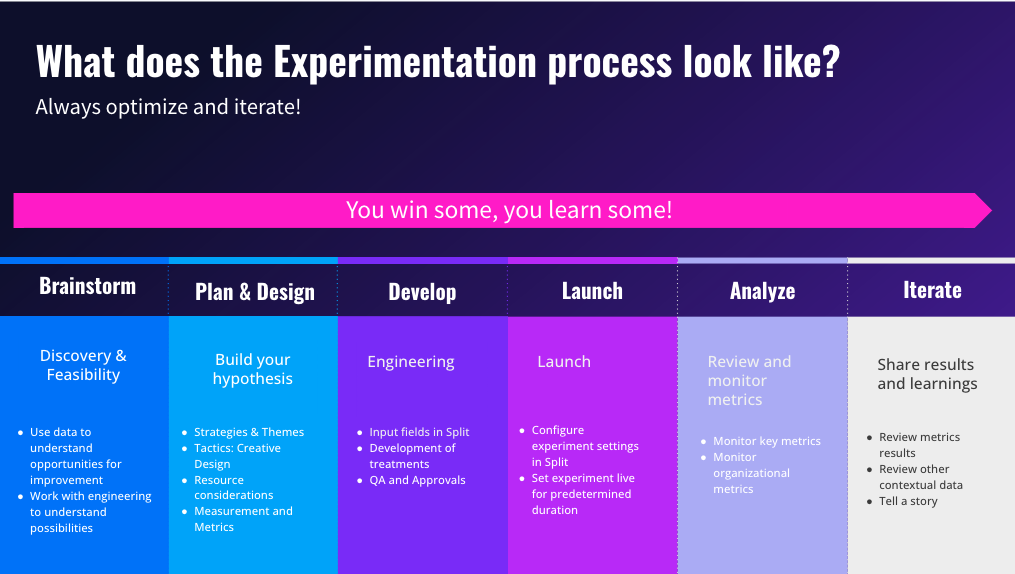 What does the Experimentation process look like?
Always optimize and iterate!
You win some, you learn some!
Brainstorm
Plan & Design
Develop
Launch
Analyze
Iterate
Discovery &
Feasibility
● Use data to
understand
opportunities for
improvement
● Work with engineering
to understand
possibilities
Build your
hypothesis
● Strategies & Themes
● Tactics: Creative
Design
● Resource
considerations
● Measurement and
Metrics
Engineering
● Input fields in Split
● Development of
treatments
● QA and Approvals
Launch
● Configure
experiment settings
in Split
● Set experiment live
for predetermined
duration
Review and
monitor
metrics
● Monitor key metrics
● Monitor
organizational
metrics
Share results
and learnings
● Review metrics
results
● Review other
contextual data
● Tell a story